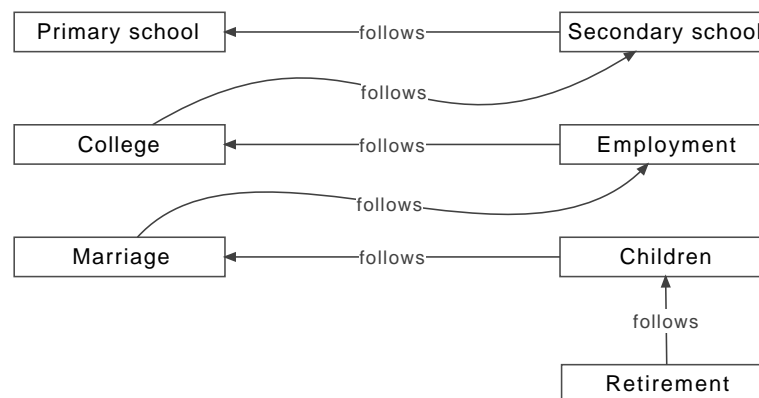 Primary school
follows
Secondary school
follows
College
follows
Employment
follows
Marriage
follows
Children
follows
Retirement